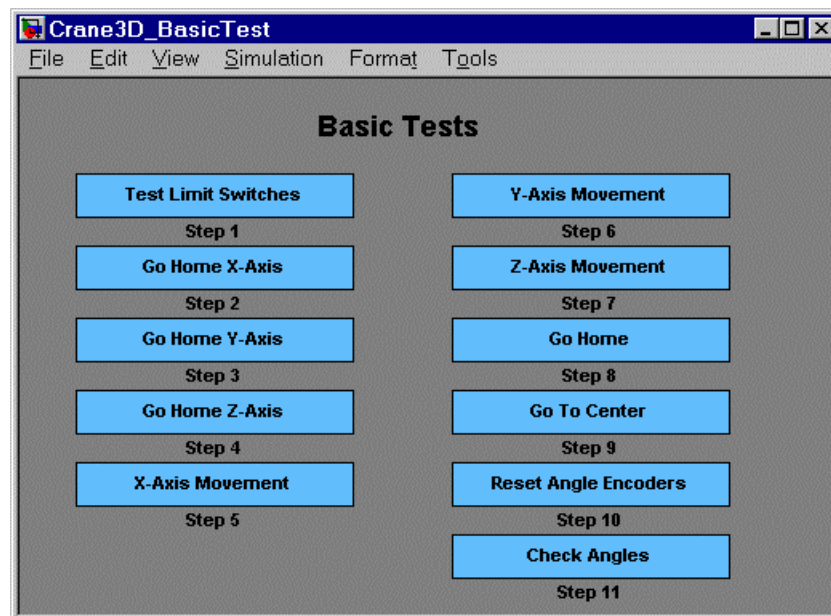 Crane3D_BasicTest
File Edit View Simulation Format Tools
Basic Tests
Test Limit Switches
Step 1
Go Home X-Axis
Step 2
Go Home Y-Axis
Step 3
Go Home Z-Axis
Step 4
X-Axis Movement
Step 5
Y-Axis Movement
Step 6
Z-Axis Movement
Step 7
Go Home
Step 8
Go To Center
Step 9
Reset Angle Encoders
Step 10
Check Angles
Step 11